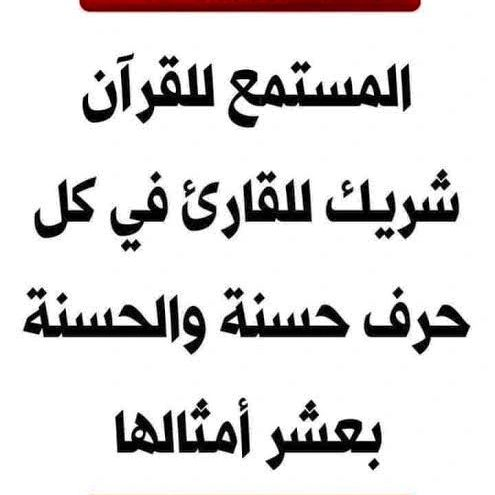 المستمع للقرآن
شريك للقارئ في كل
حرف حسنة والحسنة
بعشر أمثالها